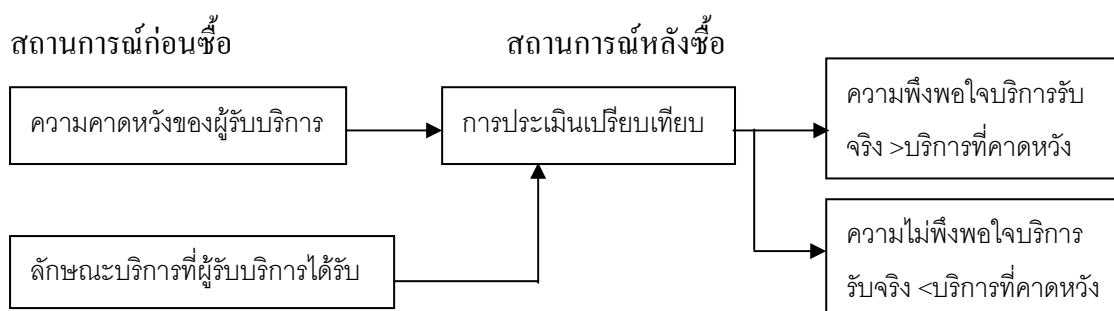 สถานการณ์ก่อนซื้อ
สถานการณ์หลังซื้อ
ความคาดหวังของผู้รับบริการ
การประเมินเปรียบเทียบ
ความพึงพอใจบริการรับ
จริง >บริการที่คาดหวัง
ลักษณะบริการที่ผู้รับบริการได้รับ
ความไม่พึงพอใจบริการ
รับจริง <บริการที่คาดหวัง